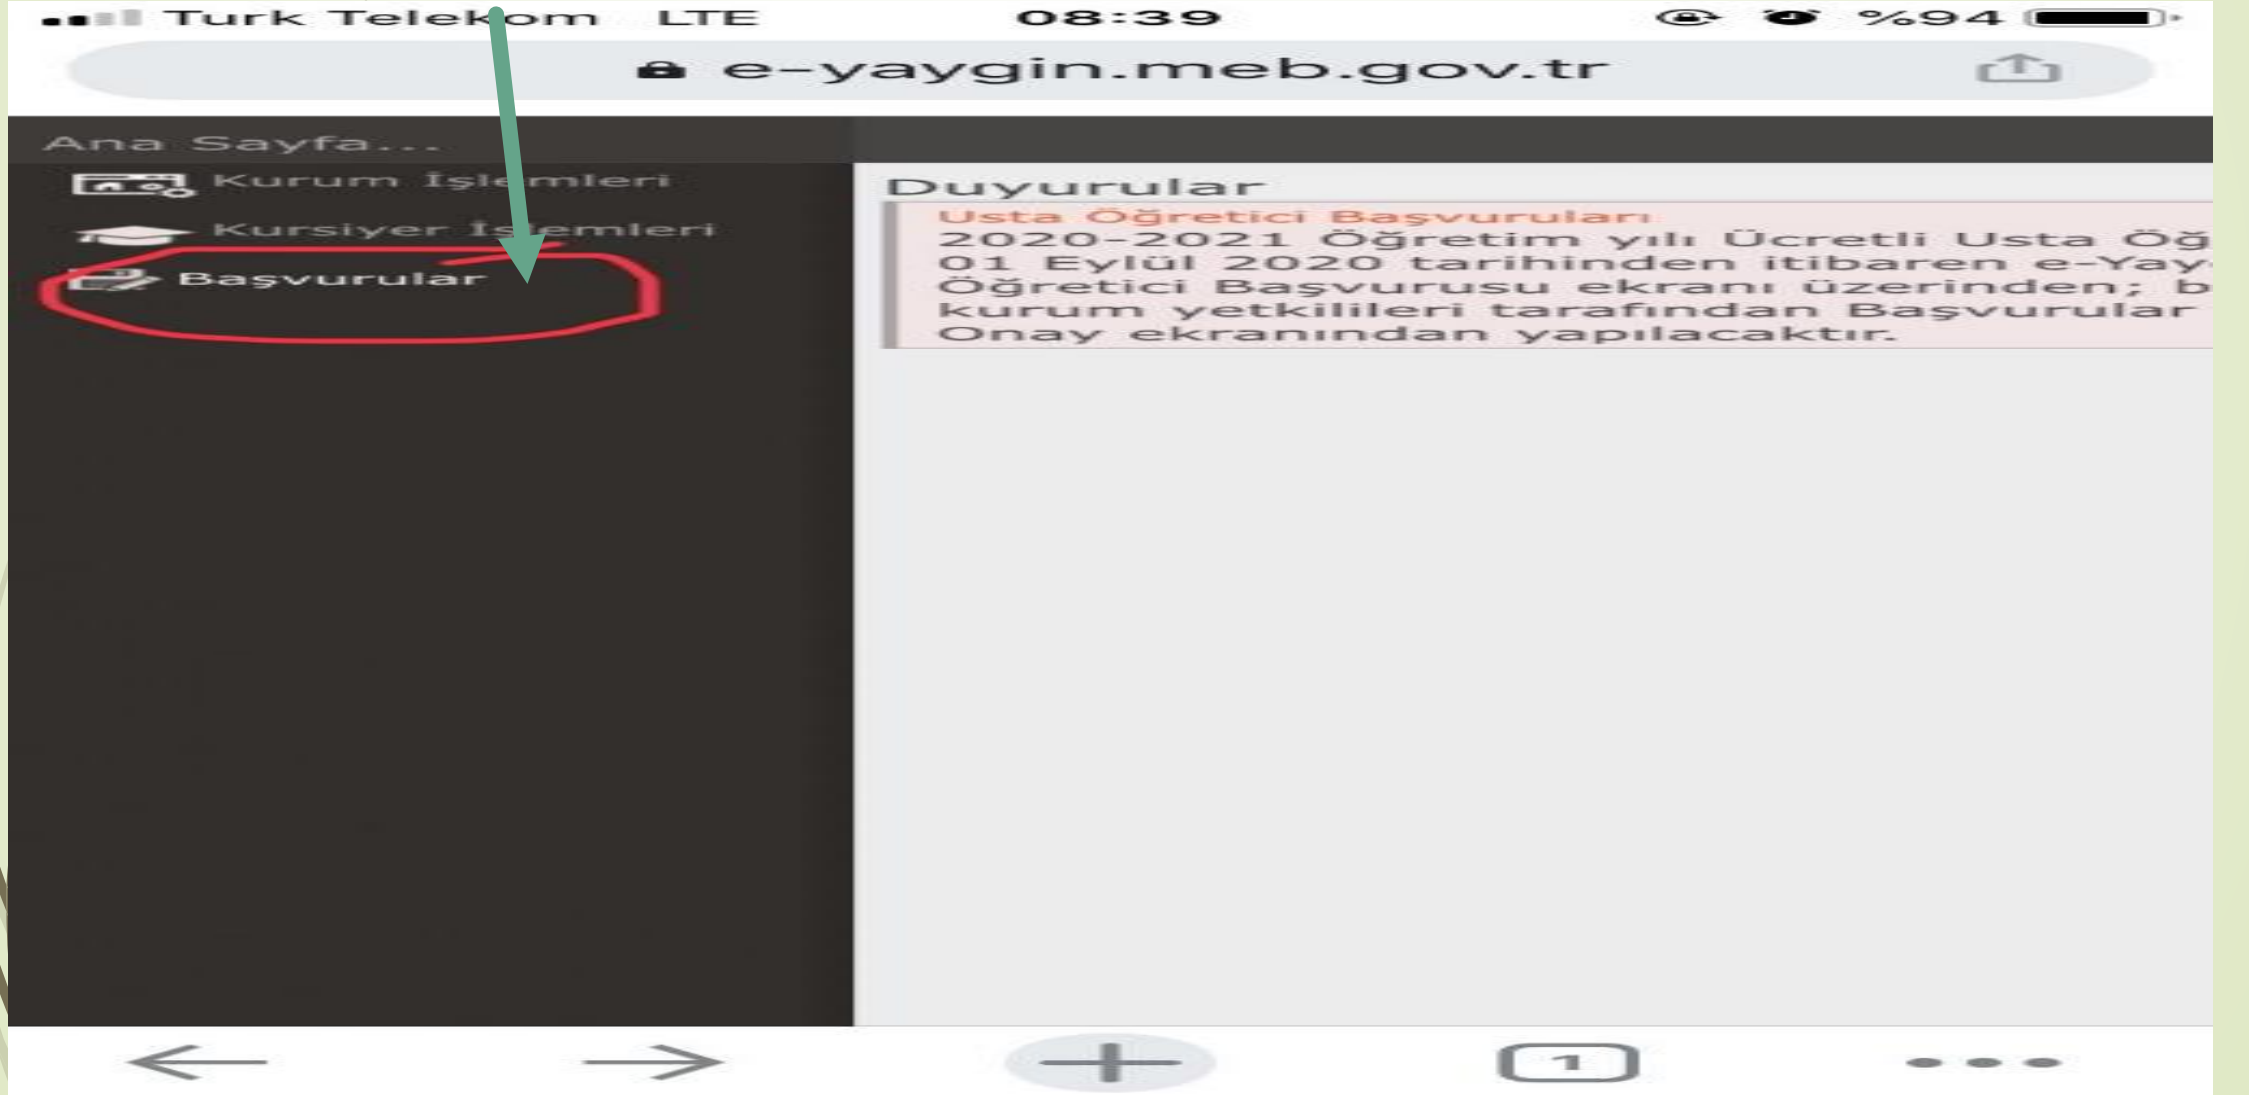 Turk Telekom LTE 08:39 %94
e-yaygin.meb.gov.tr
Ana Sayfa...
Kurum İşlemleri
Kursiyer İşlemleri
Başvurular
Duyurular
Usta Öğretici Başvuruları
2020-2021 Öğretim yılı Ücretli Usta Öğ
01 Eylül 2020 tarihinden itibaren e-Yay
Öğretici Başvurusu ekranı üzerinden; b
kurum yetkilileri tarafından Başvurular
Onay ekranından yapılacaktır.
1